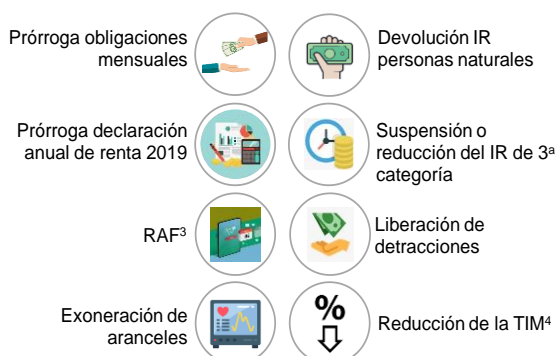 Prórroga obligaciones
mensuales
Devolución IR
personas naturales
Prórroga declaración
anual de renta 2019
Suspensión o
reducción del IR de 3ª
categoría
RAF³
Liberación de
detracciones
Exoneración de
aranceles
%
Reducción de la TIM⁴